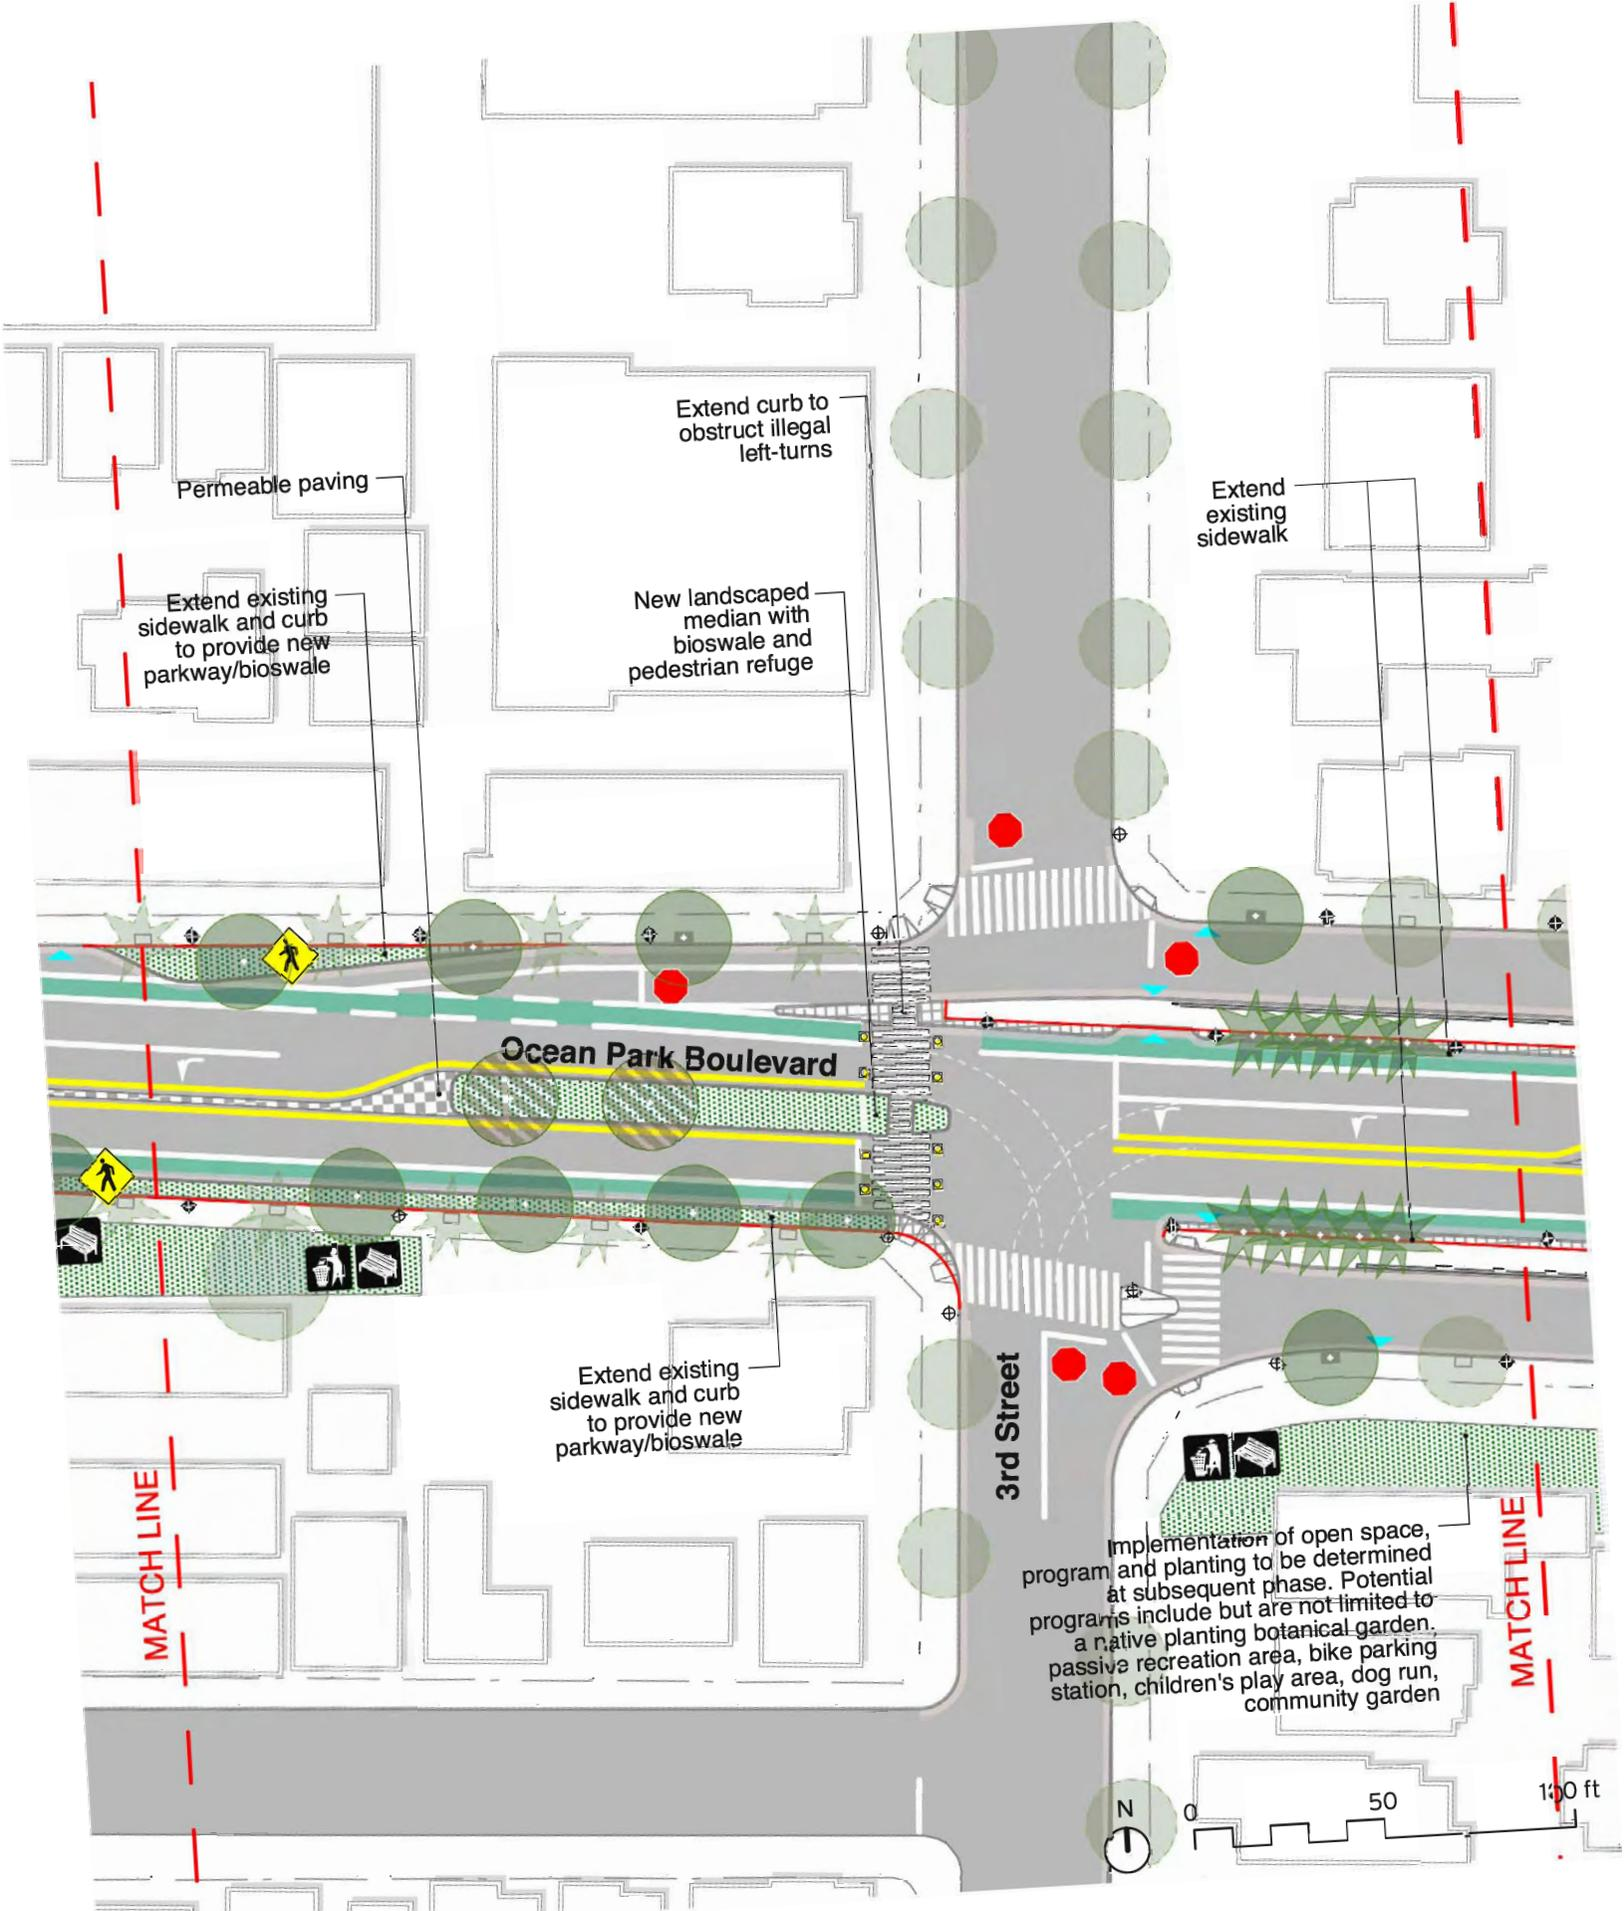 Extend curb to
obstruct illegal
left-turns
Permeable paving
Extend
existing
sidewalk
Extend existing
sidewalk and curb
to provide new
parkway/bioswale
New landscaped
median with
bioswale and
pedestrian refuge
Ocean Park Boulevard
Extend existing
sidewalk and curb
to provide new
parkway/bioswale
3rd Street
MATCH LINE
MATCH LINE
Implementation of open space,
program and planting to be determined
at subsequent phase. Potential
programs include but are not limited to
a native planting botanical garden.
passive recreation area, bike parking
station, children's play area, dog run,
community garden
N
0 50 100 ft